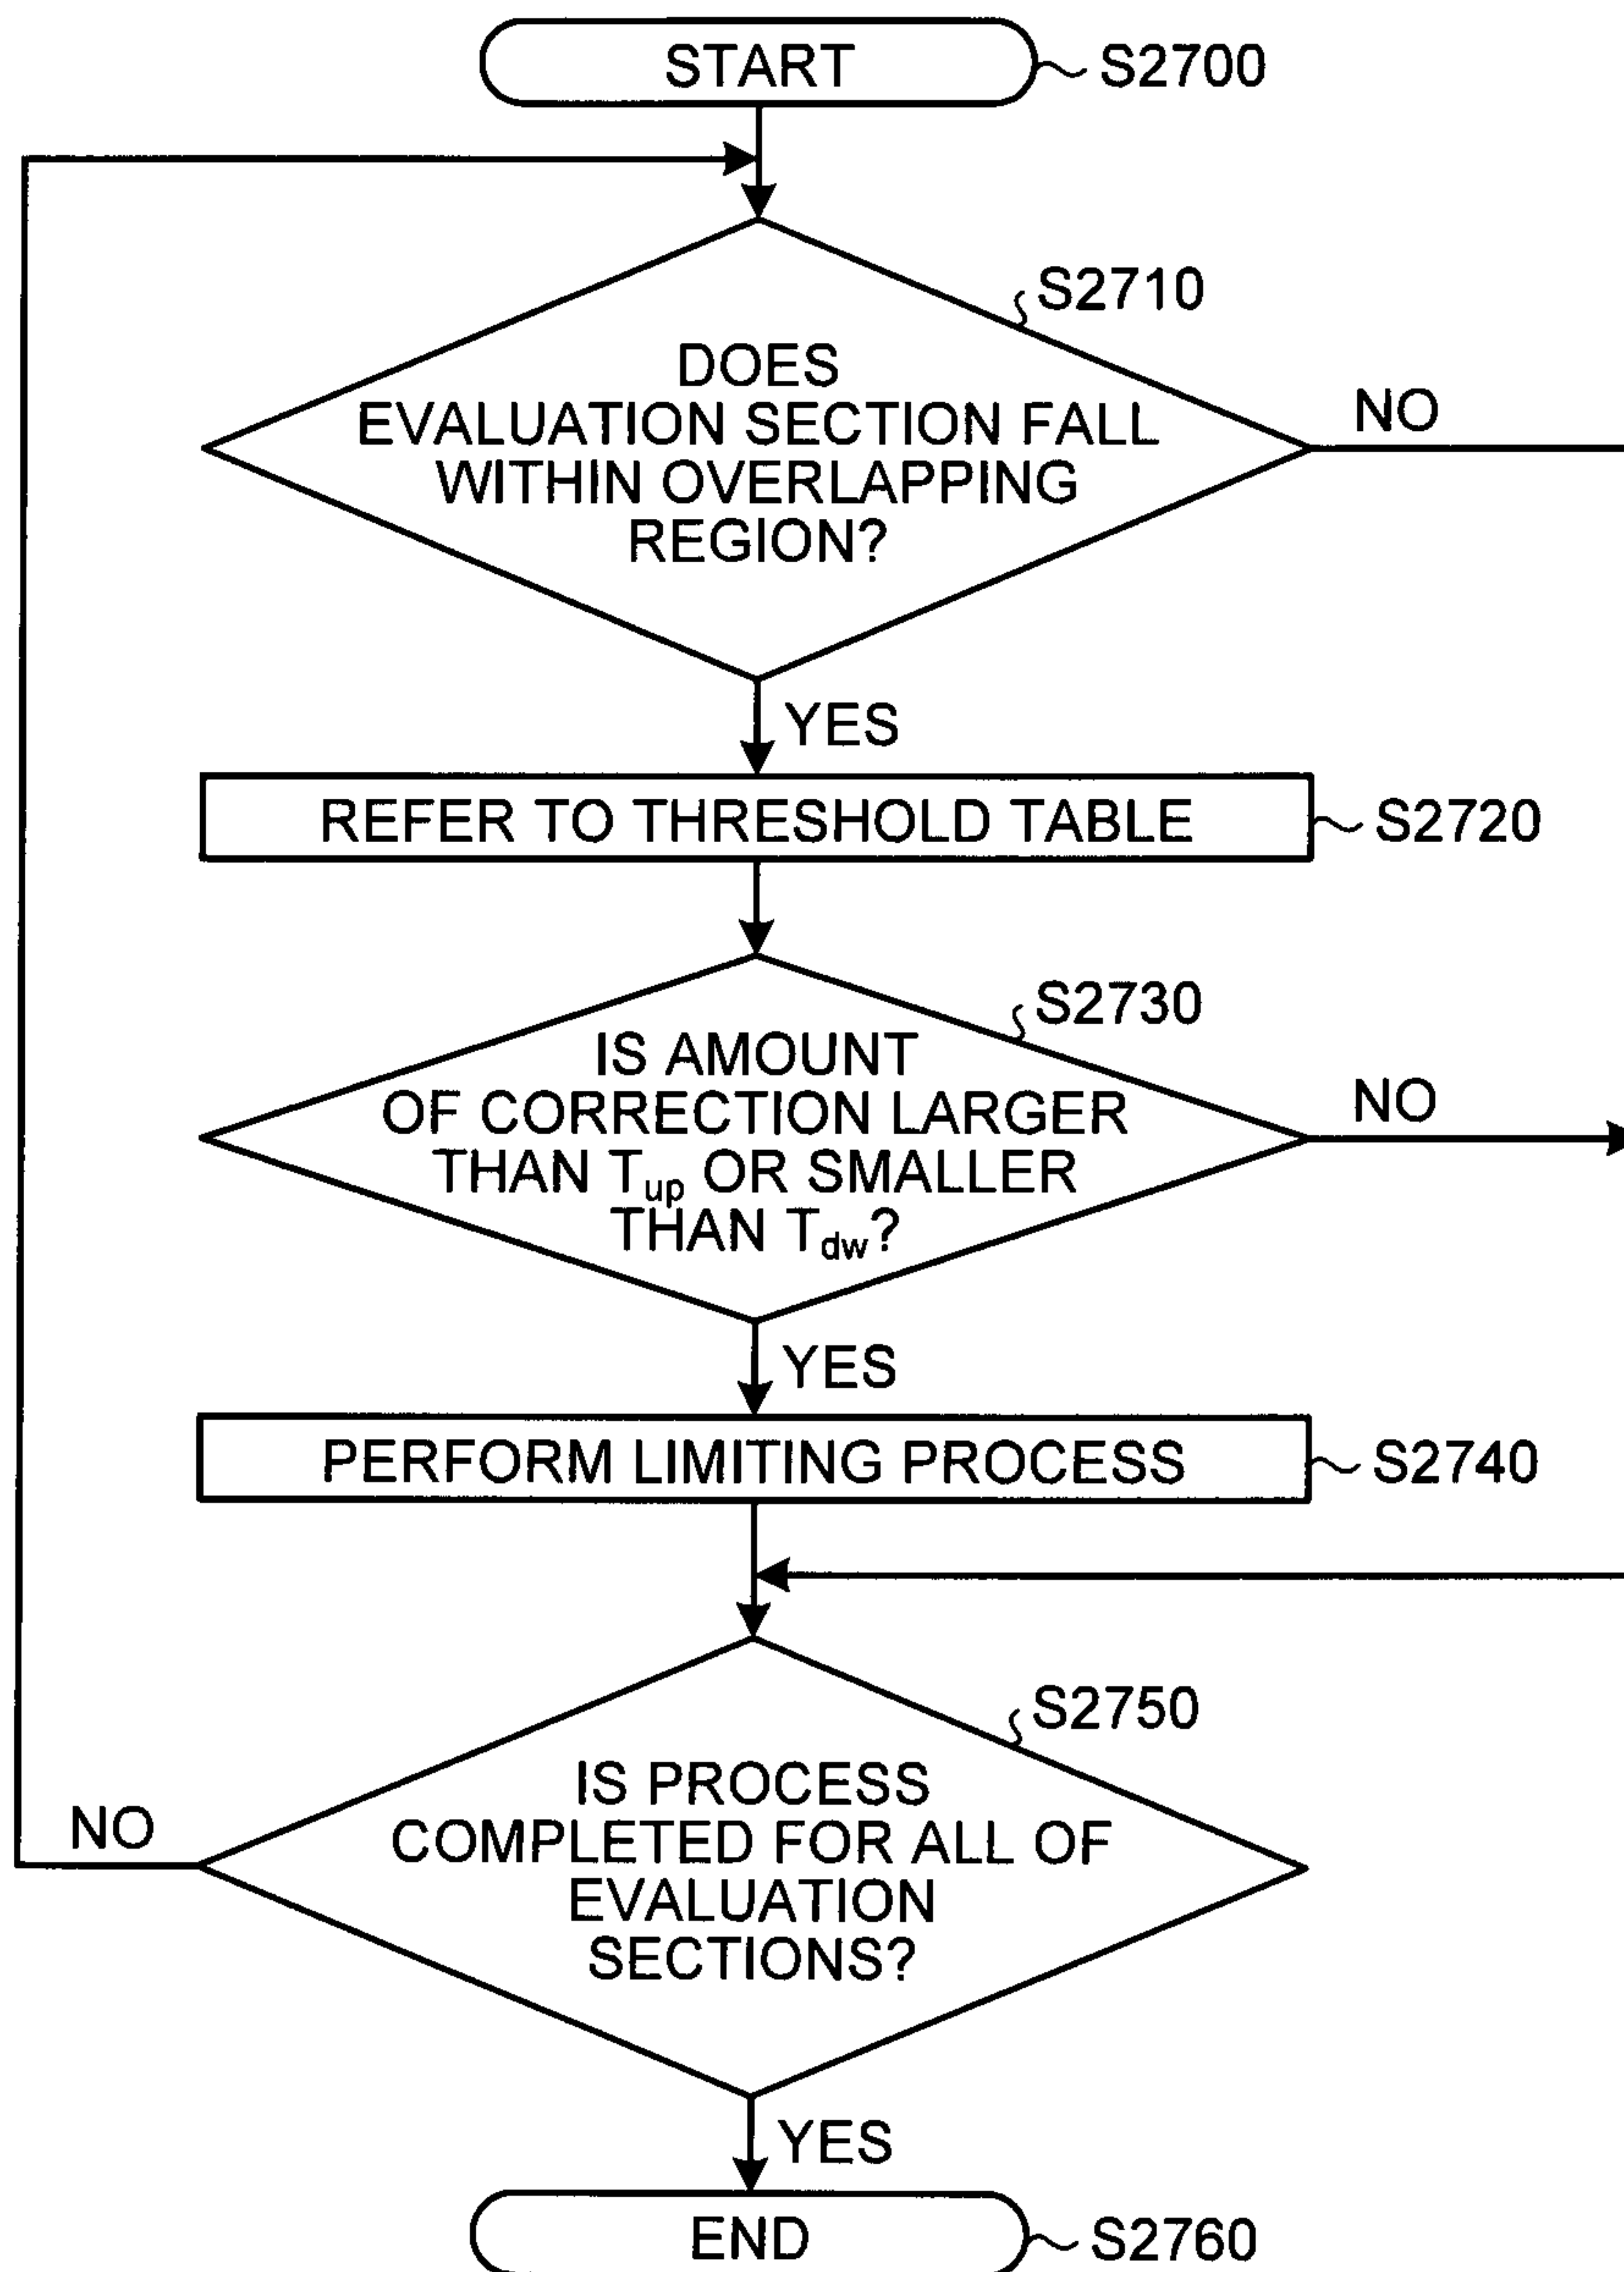 START
S2700
S2710
DOES
EVALUATION SECTION FALL
WITHIN OVERLAPPING
REGION?
NO
YES
REFER TO THRESHOLD TABLE
S2720
S2730
IS AMOUNT
OF CORRECTION LARGER
THAN Tup OR SMALLER
THAN Tdw?
NO
YES
PERFORM LIMITING PROCESS
S2740
S2750
IS PROCESS
COMPLETED FOR ALL OF
EVALUATION
SECTIONS?
NO
YES
END
S2760